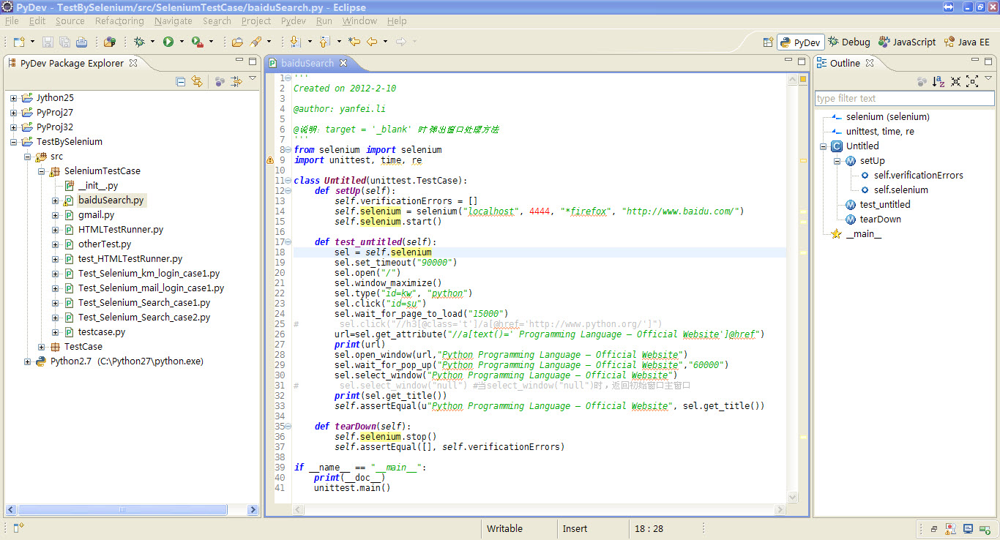 PyDev - TestBySelenium/src/SeleniumTestCase/baiduSearch.py - Eclipse
File Edit Source Refactoring Navigate Search Project Pydev Run Window Help
PyDev Debug JavaScript Java EE
PyDev Package Explorer
Jython25
PyProj27
PyProj32
TestBySelenium
src
SeleniumTestCase
__init__.py
baiduSearch.py
gmail.py
HTMLTestRunner.py
otherTest.py
test_HTMLTestRunner.py
Test_Selenium_km_login_case1.py
Test_Selenium_mail_login_case1.py
Test_Selenium_Search_case1.py
Test_Selenium_Search_case2.py
testcase.py
TestCase
Python2.7 (C:\Python27\python.exe)
baiduSearch
1 '''
2 Created on 2012-2-10
3
4 @author: yanfei.li
5
6 @说明: target = '_blank' 时弹出窗口处理方法
7 '''
8 from selenium import selenium
9 import unittest, time, re
10
11 class Untitled(unittest.TestCase):
12 def setUp(self):
13 self.verificationErrors = []
14 self.selenium = selenium("localhost", 4444, "*firefox", "http://www.baidu.com/")
15 self.selenium.start()
16
17 def test_untitled(self):
18 sel = self.selenium
19 sel.set_timeout("90000")
20 sel.open("/")
21 sel.window_maximize()
22 sel.type("id=kw", "python")
23 sel.click("id=su")
24 sel.wait_for_page_to_load("15000")
25 # sel.click("//h3[@class='t']/a[@href='http://www.python.org/']")
26 url=sel.get_attribute("//a[text()=' Programming Language – Official Website']@href")
27 print(url)
28 sel.open_window(url,"Python Programming Language – Official Website")
29 sel.wait_for_pop_up("Python Programming Language – Official Website","60000")
30 sel.select_window("Python Programming Language – Official Website")
31 # sel.select_window("null") #当select_window("null")时，返回初始窗口主窗口
32 print(sel.get_title())
33 self.assertEqual(u"Python Programming Language – Official Website", sel.get_title())
34
35 def tearDown(self):
36 self.selenium.stop()
37 self.assertEqual([], self.verificationErrors)
38
39 if __name__ == "__main__":
40 print(__doc__)
41 unittest.main()
Outline
type filter text
selenium (selenium)
unittest, time, re
Untitled
setUp
self.verificationErrors
self.selenium
test_untitled
tearDown
__main__
Writable Insert 18 : 28